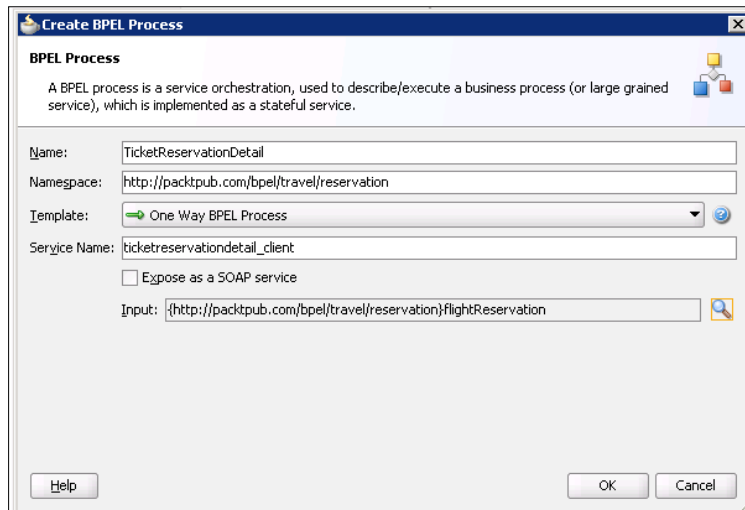 Create BPEL Process
BPEL Process
A BPEL process is a service orchestration, used to describe/execute a business process (or large grained
service), which is implemented as a stateful service.
Name: TicketReservationDetail
Namespace: http://packtpub.com/bpel/travel/reservation
Template: One Way BPEL Process
Service Name: ticketreservationdetail_client
Expose as a SOAP service
Input: {http://packtpub.com/bpel/travel/reservation}flightReservation
Help OK Cancel